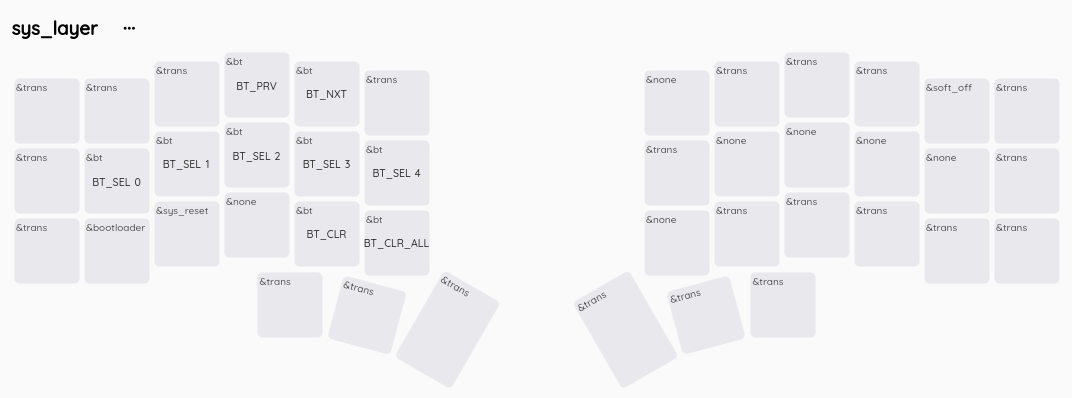 sys_layer ...
&trans &trans &trans &bt BT_PRV &bt BT_NXT &trans &none &trans &trans &trans &soft_off &trans
&trans &bt BT_SEL 0 &bt BT_SEL 1 &bt BT_SEL 2 &bt BT_SEL 3 &bt BT_SEL 4 &trans &none &none &none &none &trans
&trans &bootloader &sys_reset &none &bt BT_CLR &bt BT_CLR_ALL &none &trans &trans &trans &trans &trans
&trans &trans &trans &trans &trans &trans